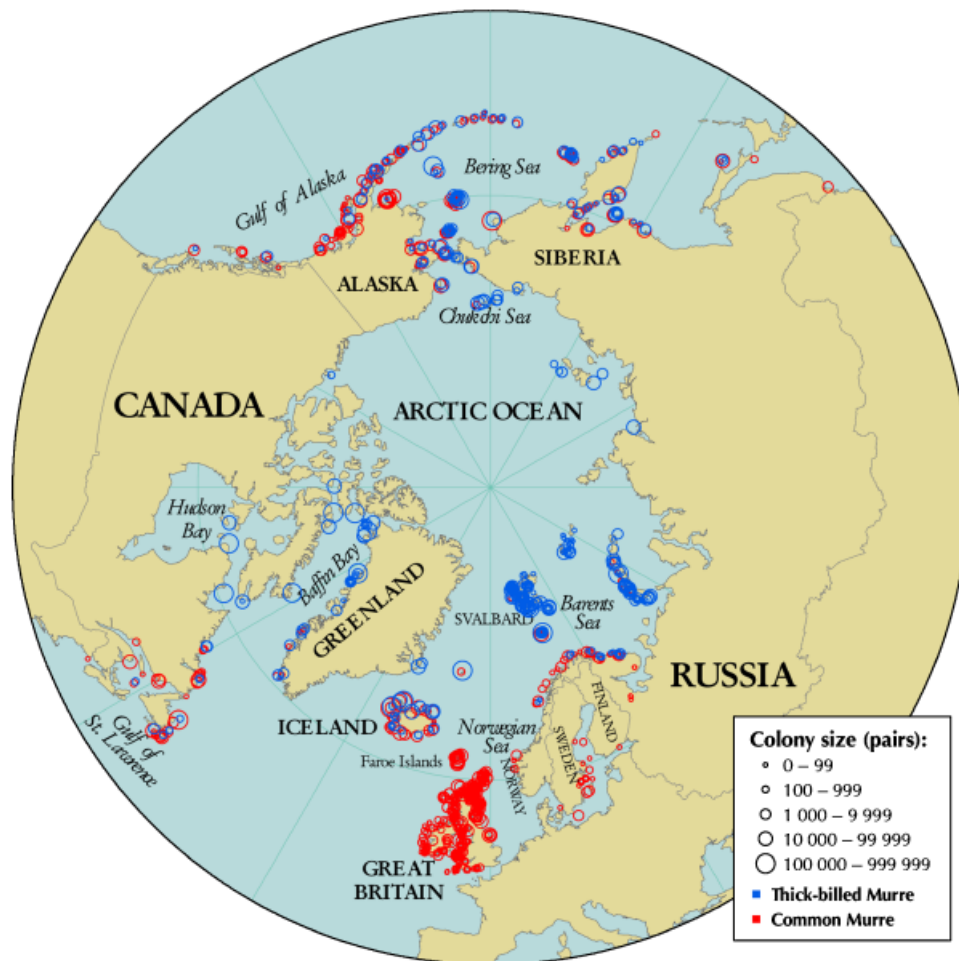 Bering Sea
Gulf of Alaska
SIBERIA
ALASKA
Chukchi Sea
CANADA
ARCTIC OCEAN
Hudson
Bay
Baffin Bay
GREENLAND
SVALBARD
Barents
Sea
RUSSIA
FINLAND
ICELAND
Norwegian
Sea
SWEDEN
NORWAY
Gulf of
St. Lawrence
Faroe Islands
GREAT
BRITAIN
Colony size (pairs):
0 – 99
100 – 999
1 000 – 9 999
10 000 – 99 999
100 000 – 999 999
Thick-billed Murre
Common Murre